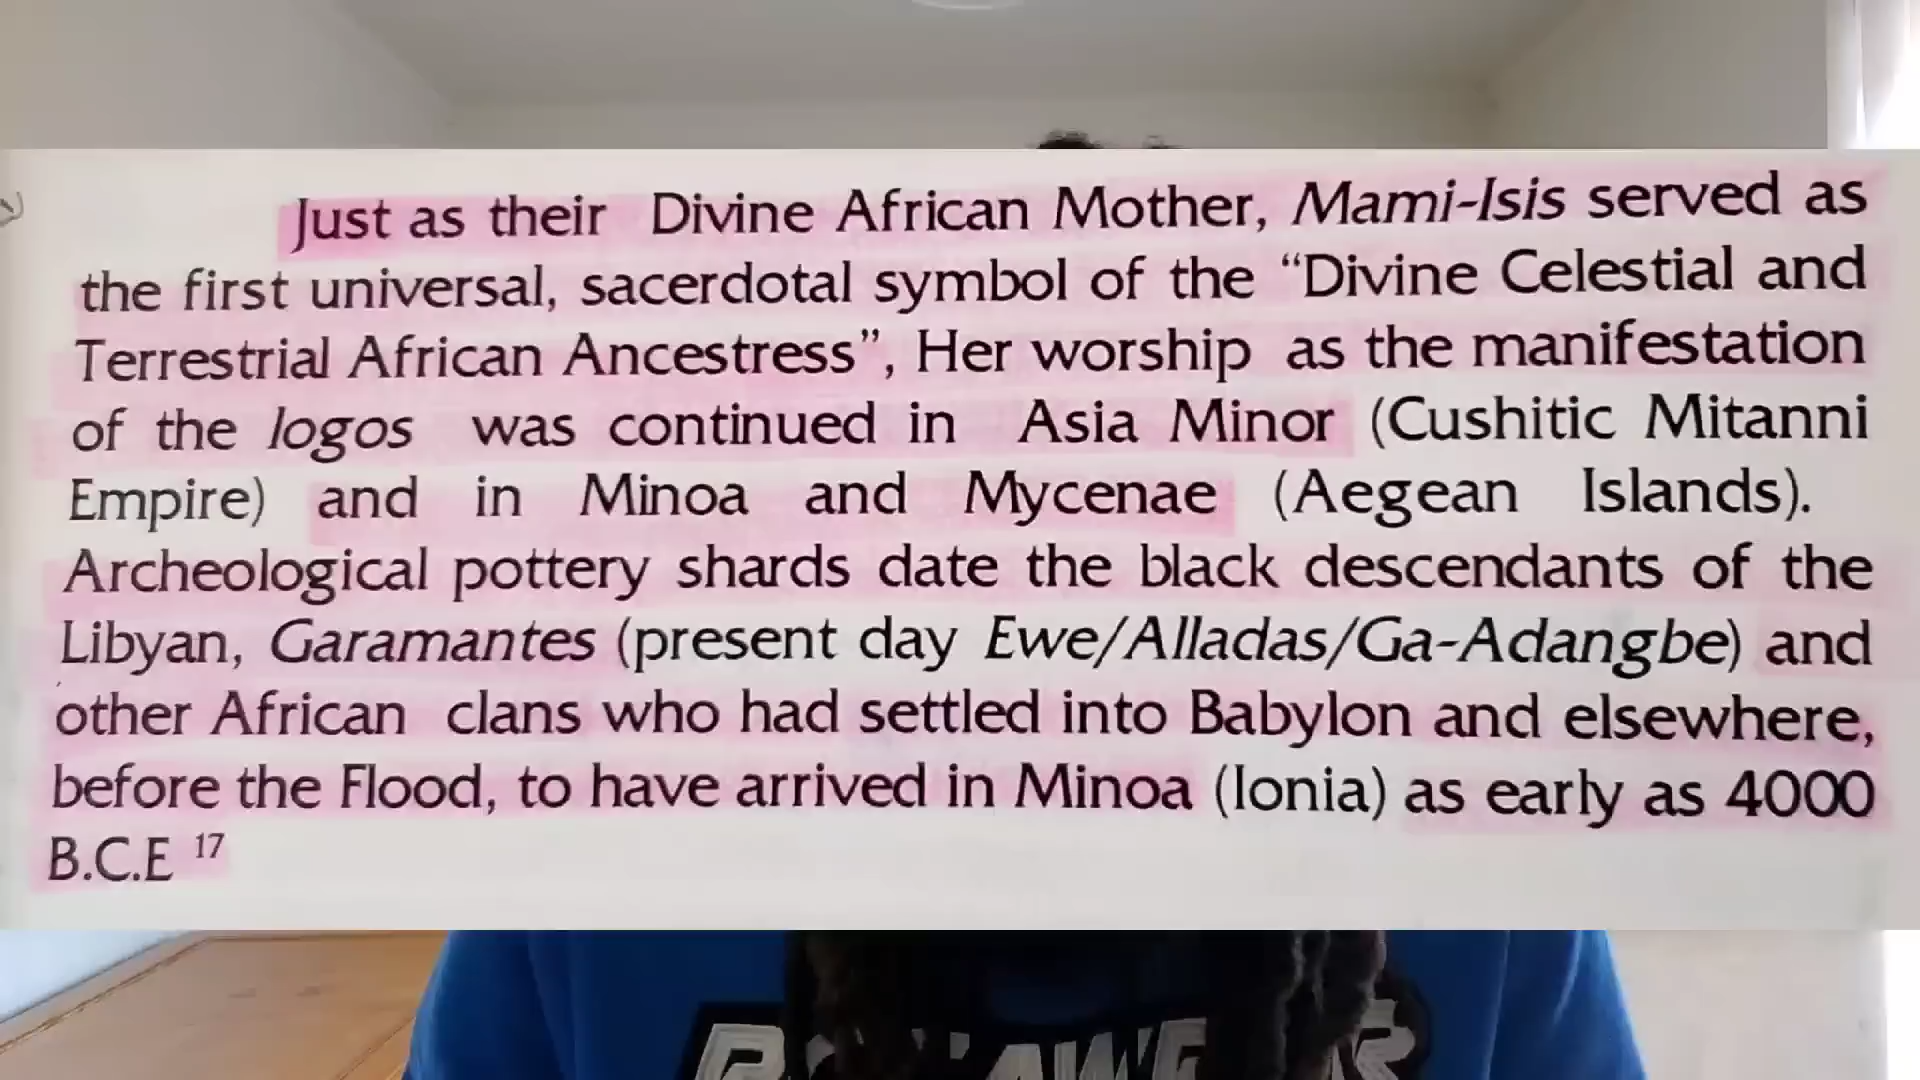 Just as their Divine African Mother, Mami-Isis served as
the first universal, sacerdotal symbol of the “Divine Celestial and
Terrestrial African Ancestress”, Her worship as the manifestation
of the logos was continued in Asia Minor (Cushitic Mitanni
Empire) and in Minoa and Mycenae (Aegean Islands).
Archeological pottery shards date the black descendants of the
Libyan, Garamantes (present day Ewe/Alladas/Ga-Adangbe) and
other African clans who had settled into Babylon and elsewhere,
before the Flood, to have arrived in Minoa (Ionia) as early as 4000
B.C.E 17